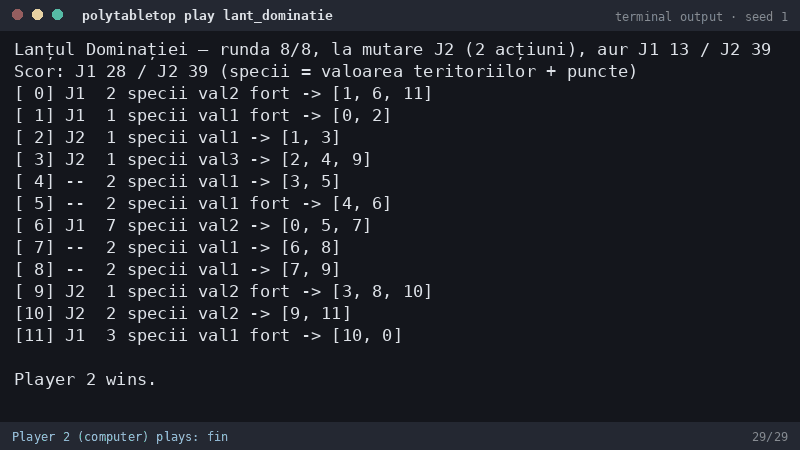 polytabletop play lant_dominatie
terminal output · seed 1
Lanțul Dominației — runda 8/8, la mutare J2 (2 acțiuni), aur J1 13 / J2 39
Scor: J1 28 / J2 39 (specii = valoarea teritoriilor + puncte)
[ 0] J1  2 specii val2 fort -> [1, 6, 11]
[ 1] J1  1 specii val1 fort -> [0, 2]
[ 2] J2  1 specii val1 -> [1, 3]
[ 3] J2  1 specii val3 -> [2, 4, 9]
[ 4] --  2 specii val1 -> [3, 5]
[ 5] --  2 specii val1 fort -> [4, 6]
[ 6] J1  7 specii val2 -> [0, 5, 7]
[ 7] --  2 specii val1 -> [6, 8]
[ 8] --  2 specii val1 -> [7, 9]
[ 9] J2  1 specii val2 fort -> [3, 8, 10]
[10] J2  2 specii val2 -> [9, 11]
[11] J1  3 specii val1 fort -> [10, 0]
Player 2 wins.
Player 2 (computer) plays: fin
29/29